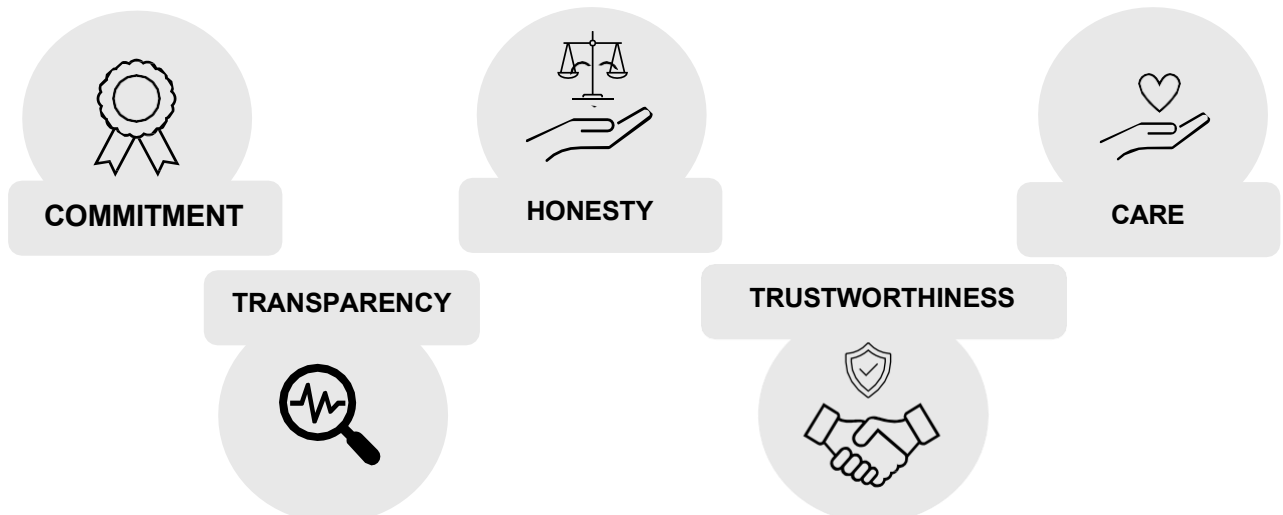 COMMITMENT
HONESTY
CARE
TRANSPARENCY
TRUSTWORTHINESS